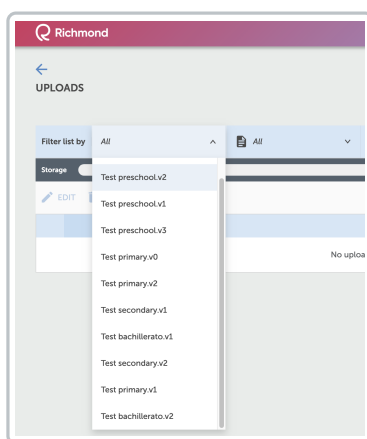 Richmond
UPLOADS
Filter list by All All
Storage
EDIT
Test preschool.v2
Test preschool.v1
Test preschool.v3
Test primary.v0
No uploa
Test primary.v2
Test secondary.v1
Test bachillerato.v1
Test secondary.v2
Test primary.v1
Test bachillerato.v2